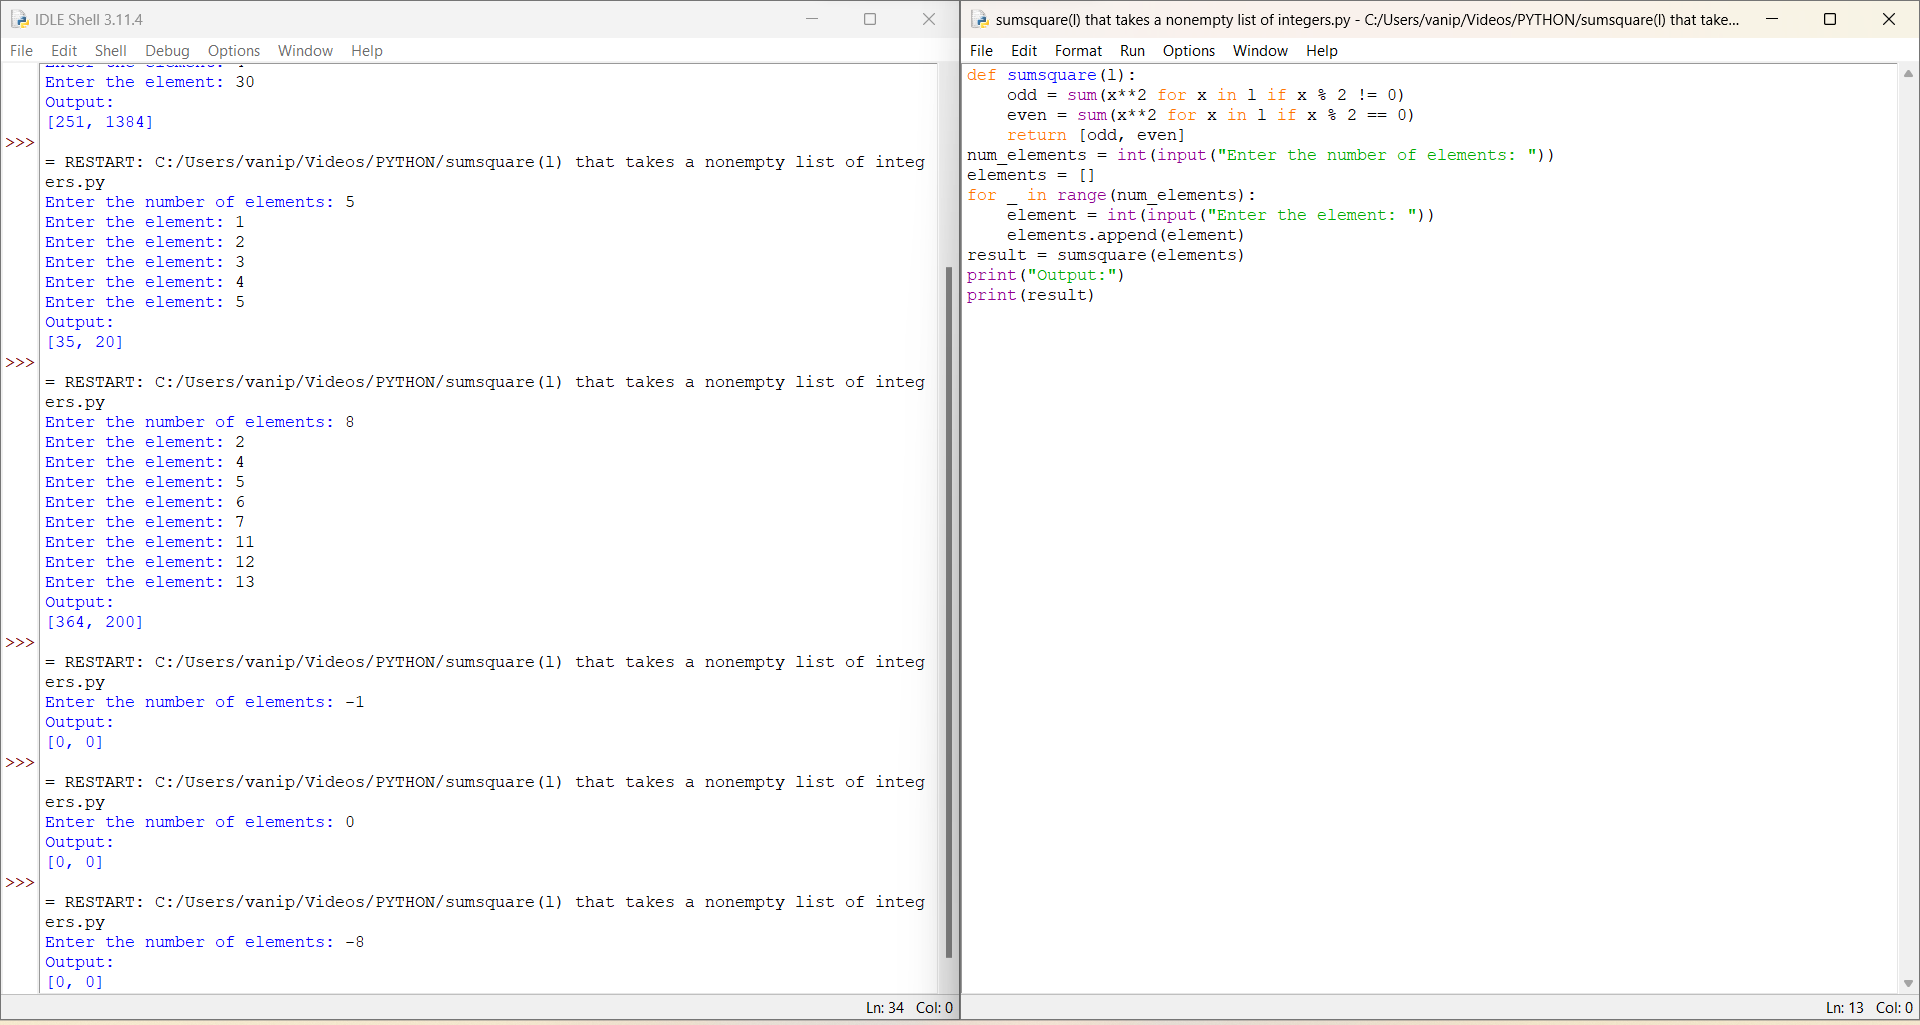 IDLE Shell 3.11.4
File Edit Shell Debug Options Window Help
Enter the element: 30
Output:
[251, 1384]
>>>
= RESTART: C:/Users/vanip/Videos/PYTHON/sumsquare(l) that takes a nonempty list of integ
ers.py
Enter the number of elements: 5
Enter the element: 1
Enter the element: 2
Enter the element: 3
Enter the element: 4
Enter the element: 5
Output:
[35, 20]
>>>
= RESTART: C:/Users/vanip/Videos/PYTHON/sumsquare(l) that takes a nonempty list of integ
ers.py
Enter the number of elements: 8
Enter the element: 2
Enter the element: 4
Enter the element: 5
Enter the element: 6
Enter the element: 7
Enter the element: 11
Enter the element: 12
Enter the element: 13
Output:
[364, 200]
>>>
= RESTART: C:/Users/vanip/Videos/PYTHON/sumsquare(l) that takes a nonempty list of integ
ers.py
Enter the number of elements: -1
Output:
[0, 0]
>>>
= RESTART: C:/Users/vanip/Videos/PYTHON/sumsquare(l) that takes a nonempty list of integ
ers.py
Enter the number of elements: 0
Output:
[0, 0]
>>>
= RESTART: C:/Users/vanip/Videos/PYTHON/sumsquare(l) that takes a nonempty list of integ
ers.py
Enter the number of elements: -8
Output:
[0, 0]
Ln: 34 Col: 0
sumsquare(l) that takes a nonempty list of integers.py - C:/Users/vanip/Videos/PYTHON/sumsquare(l) that take...
File Edit Format Run Options Window Help
def sumsquare(l):
    odd = sum(x**2 for x in l if x % 2 != 0)
    even = sum(x**2 for x in l if x % 2 == 0)
    return [odd, even]
num_elements = int(input("Enter the number of elements: "))
elements = []
for _ in range(num_elements):
    element = int(input("Enter the element: "))
    elements.append(element)
result = sumsquare(elements)
print("Output:")
print(result)
Ln: 13 Col: 0